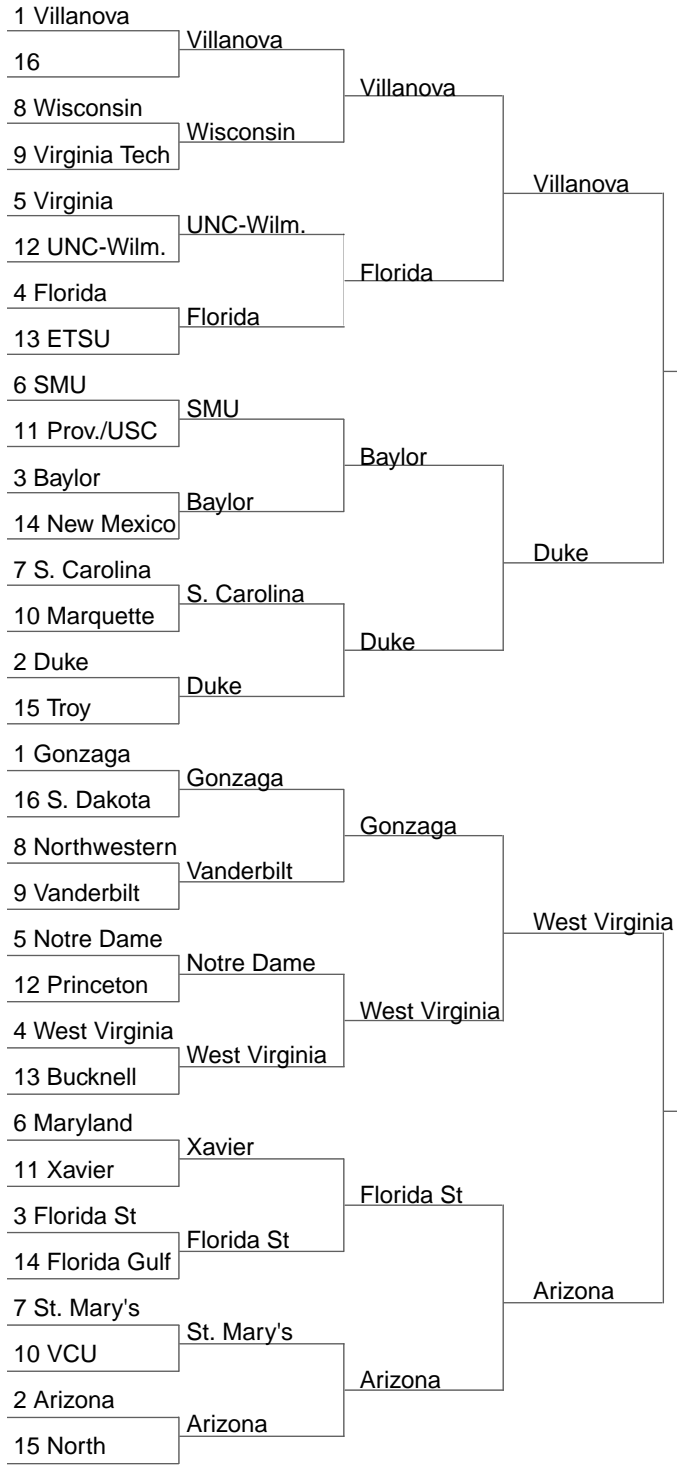 1 Villanova
16
8 Wisconsin
9 Virginia Tech
5 Virginia
12 UNC-Wilm.
4 Florida
13 ETSU
6 SMU
11 Prov./USC
3 Baylor
14 New Mexico
7 S. Carolina
10 Marquette
2 Duke
15 Troy
1 Gonzaga
16 S. Dakota
8 Northwestern
9 Vanderbilt
5 Notre Dame
12 Princeton
4 West Virginia
13 Bucknell
6 Maryland
11 Xavier
3 Florida St
14 Florida Gulf
7 St. Mary's
10 VCU
2 Arizona
15 North
Villanova
Wisconsin
UNC-Wilm.
Florida
SMU
Baylor
S. Carolina
Duke
Gonzaga
Vanderbilt
Notre Dame
West Virginia
Xavier
Florida St
St. Mary's
Arizona
Villanova
Florida
Baylor
Duke
Gonzaga
West Virginia
Florida St
Arizona
Villanova
Duke
West Virginia
Arizona